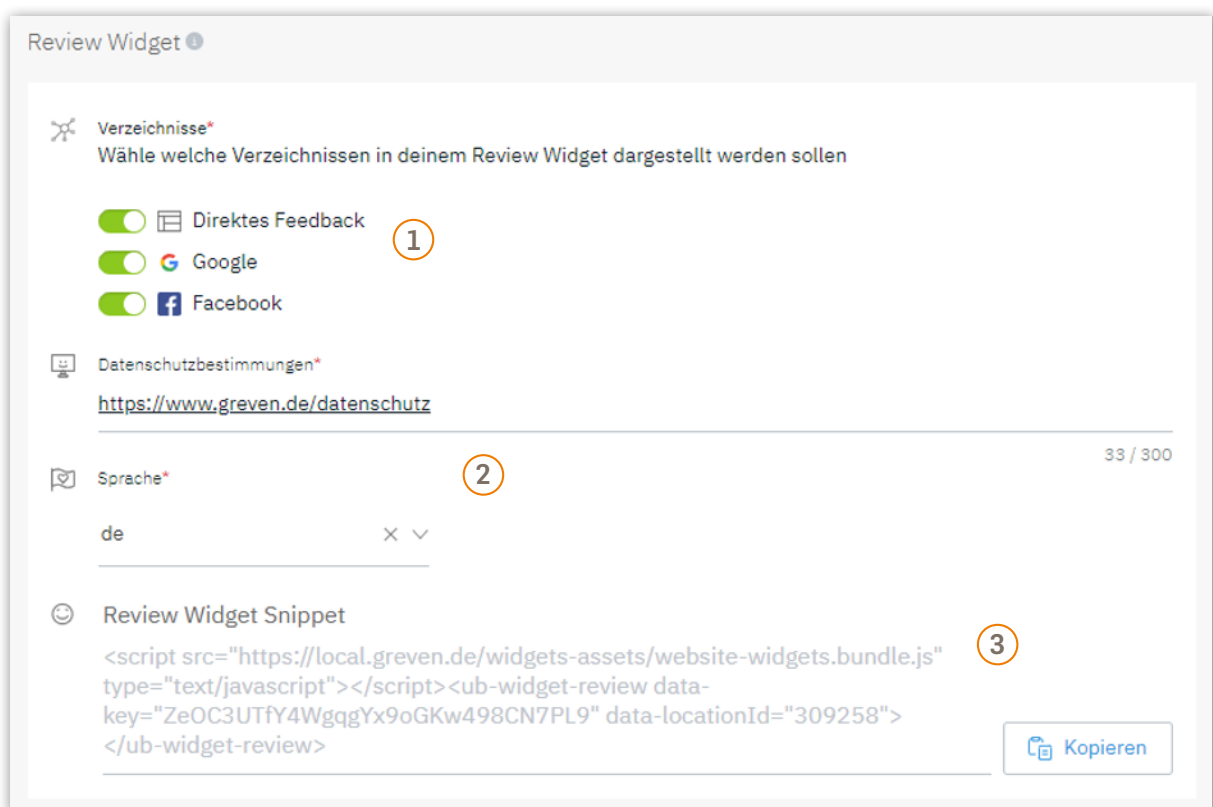 Review Widget
Verzeichnisse*
Wähle welche Verzeichnissen in deinem Review Widget dargestellt werden sollen
Direktes Feedback
1
Google
Facebook
Datenschutzbestimmungen*
https://www.greven.de/datenschutz
33 / 300
Sprache*
2
de
Review Widget Snippet
3
<script src="https://local.greven.de/widgets-assets/website-widgets.bundle.js"
type="text/javascript"></script><ub-widget-review data-
key="ZeOC3UTfY4WgqgYx9oGKw498CN7PL9" data-locationId="309258">
</ub-widget-review>
Kopieren